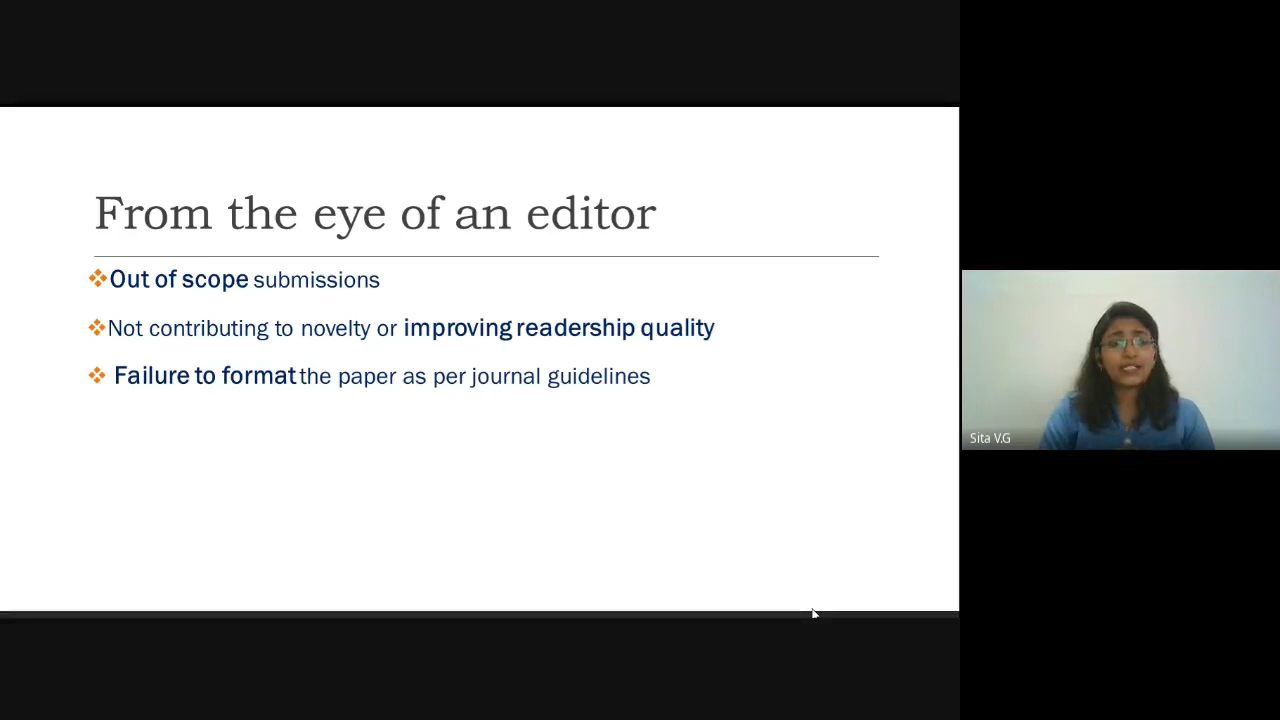 From the eye of an editor
Out of scope submissions
Not contributing to novelty or improving readership quality
Failure to format the paper as per journal guidelines
Sita V.G